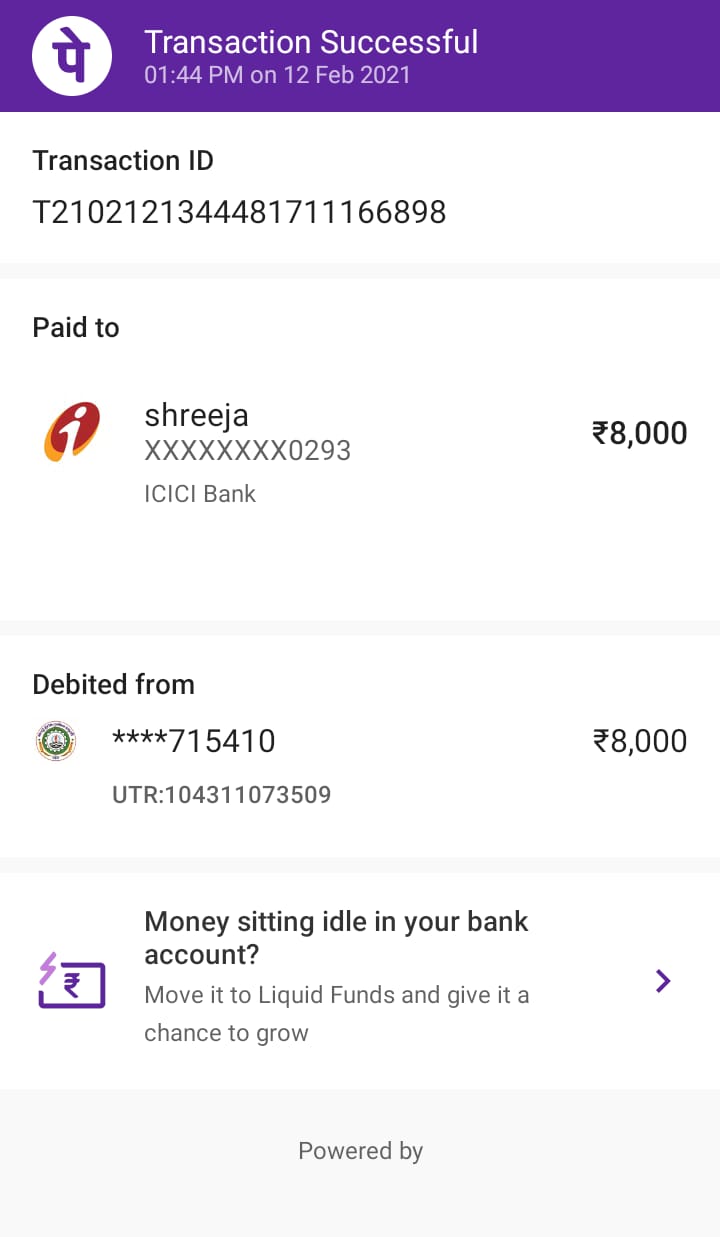 पे
Transaction Successful
01:44 PM on 12 Feb 2021
Transaction ID
T2102121344481711166898
Paid to
shreeja
XXXXXXXX0293
₹8,000
ICICI Bank
Debited from
****715410
₹8,000
UTR:104311073509
Money sitting idle in your bank
account?
Move it to Liquid Funds and give it a
chance to grow
Powered by